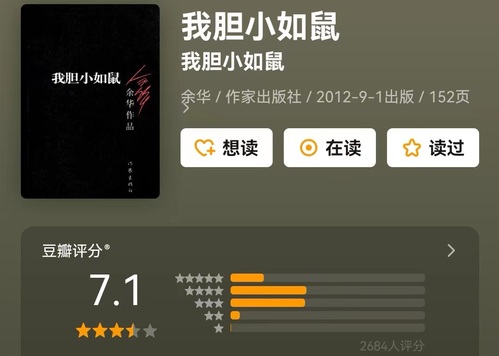 我胆小如鼠
我胆小如鼠
余华 / 作家出版社 / 2012-9-1出版 / 152页
我胆小如鼠
余华
余华作品
作家出版社
想读
在读
读过
豆瓣评分®
7.1
2684人评分